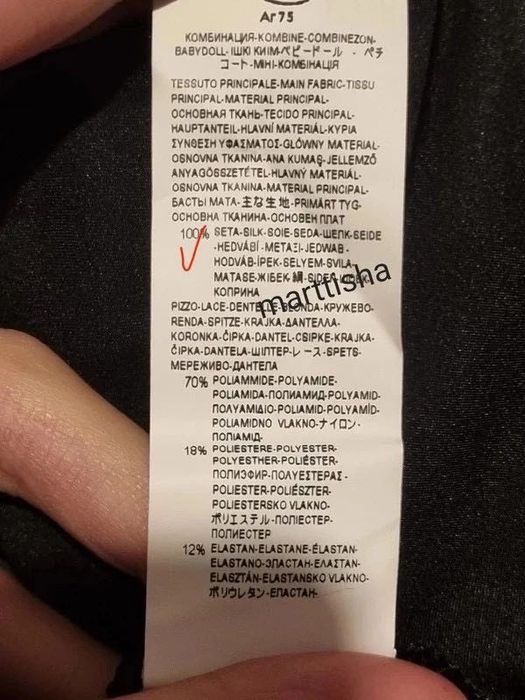 Ar75
КОМБИНАЦИЯ-KOMBINE-COMBINEZON-
BABYDOLL-ІШКІ КИІМ-ベビードール - ペチ
コート-МІНІ-КОМБІНАЦІЯ
TESSUTO PRINCIPALE-MAIN FABRIC-TISSU
PRINCIPAL-MATERIAL PRINCIPAL-
ОСНОВНАЯ ТКАНЬ-TECIDO PRINCIPAL-
HAUPTANTEIL-HLAVNÍ MATERIÁL-ΚΥΡΙΑ
ΣΥΝΘΕΣΗ ΥΦΑΣΜΑΤΟΣ-GŁÓWNY MATERIAL-
OSNOVNA TKANINA-ANA KUMAŞ-JELLEMZŐ
ANYAGÖSSZETÉTEL-HLAVNÝ MATERIÁL-
OSNOVNA TKANINA-MATERIAL PRINCIPAL-
БАСТЫ МАТА-主な生地-PRIMÄRT TYG-
ОСНОВНА ТКАНИНА-ОСНОВЕН ПЛАТ
100% SETA-SILK-SOIE-SEDA-ШЕЛК-SEIDE
-HEDVÁBÍ-ΜΕΤΑΞΙ-JEDWAB-
HODVÁB-İPEK-SELYEM-SVILA-
MATASE-ЖІБЕК-絹-SIDEN-ШОВК-
КОПРИНА
marttisha
PIZZO-LACE-DENTELLE-BLONDA-КРУЖЕВО-
RENDA-SPITZE-KRAJKA-ΔΑΝΤΕΛΛΑ-
KORONKA-ČIPKA-DANTEL-CSIPKE-KRAJKA-
ČIPKA-DANTELA-ШІЛТЕР-レース-SPETS-
МЕРЕЖИВО-ДАНТЕЛА
70% POLIAMMIDE-POLYAMIDE-
POLIAMIDA-ПОЛИАМИД-POLYAMID-
ΠΟΛΥΑΜΙΔΙΟ-POLIAMID-POLYAMÍD-
POLIAMIDNO VLAKNO-ナイロン-
ПОЛІАМІД-
18% POLIESTERE-POLYESTER-
POLYESTHER-POLIÉSTER-
ПОЛИЭФИР-ΠΟΛΥΕΣΤΕΡΑΣ-
POLIESTER-POLIÉSZTER-
POLIESTERSKO VLAKNO-
ポリエステル-ПОЛІЕСТЕР-
ПОЛИЕСТЕР
12% ELASTAN-ELASTANE-ÉLASTAN-
ELASTANO-ЭЛАСТАН-ΕΛΑΣΤΑΝ-
ELASZTÁN-ELASTANSKO VLAKNO-
ポリウレタン-ЕЛАСТАН-